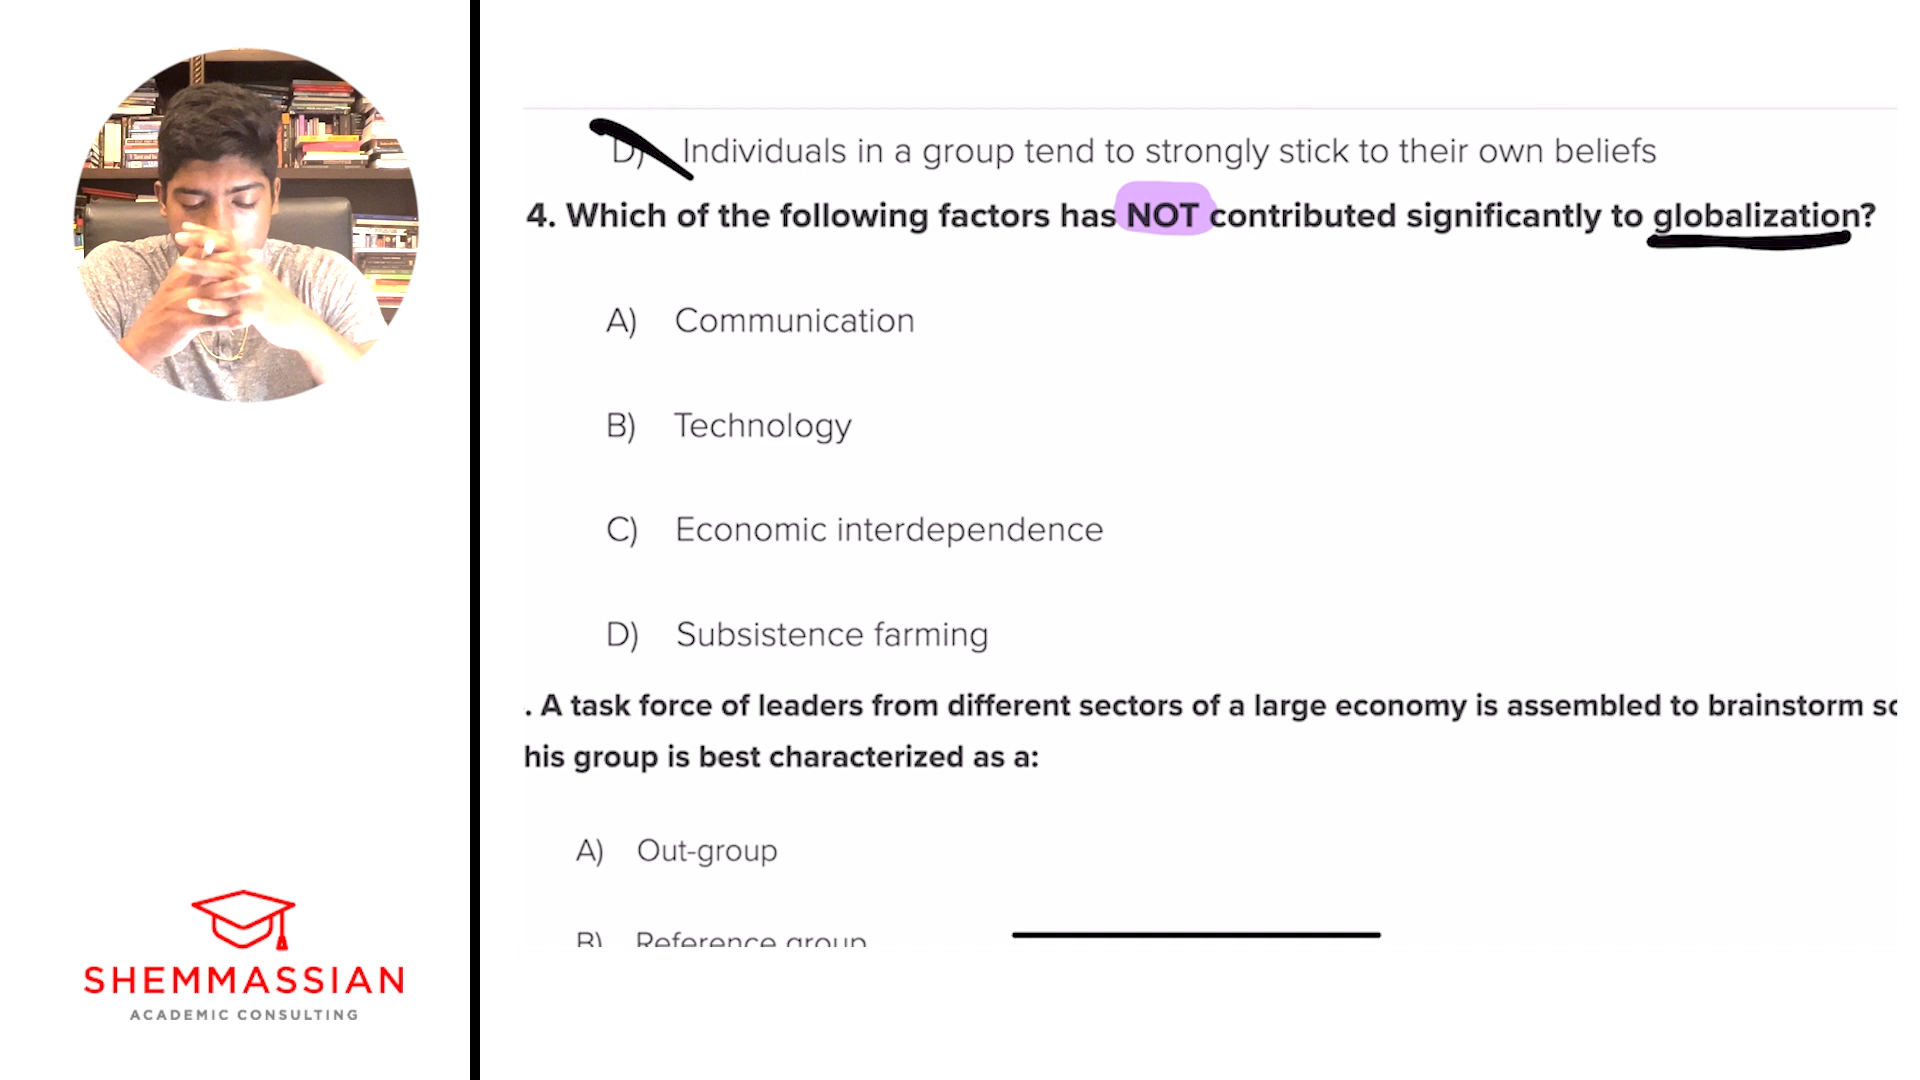 D) Individuals in a group tend to strongly stick to their own beliefs
4. Which of the following factors has NOT contributed significantly to globalization?
A) Communication
B) Technology
C) Economic interdependence
D) Subsistence farming
. A task force of leaders from different sectors of a large economy is assembled to brainstorm
his group is best characterized as a:
A) Out-group
B) Reference group
SHEMMASSIAN
ACADEMIC CONSULTING